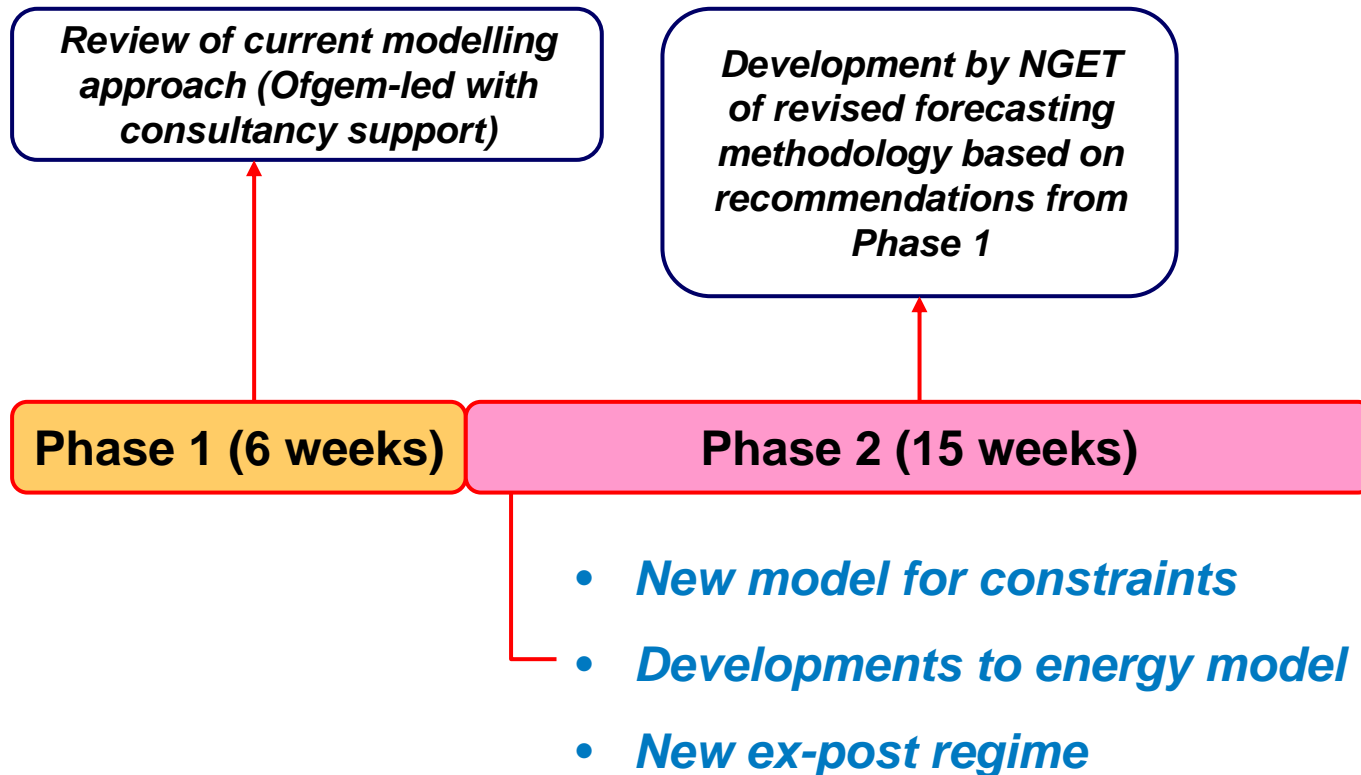 Review of current modelling
approach (Ofgem-led with
consultancy support)
Development by NGET
of revised forecasting
methodology based on
recommendations from
Phase 1
Phase 1 (6 weeks)
Phase 2 (15 weeks)
• New model for constraints
• Developments to energy model
• New ex-post regime